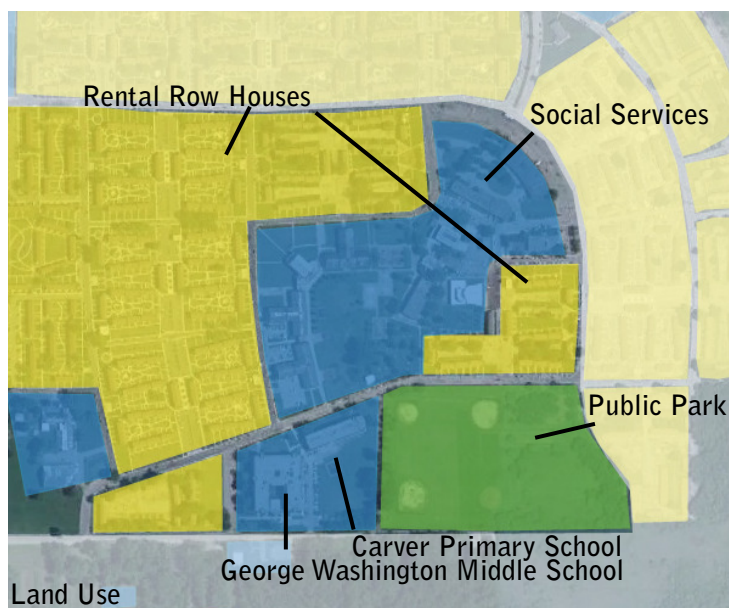 Rental Row Houses
Social Services
Public Park
Carver Primary School
George Washington Middle School
Land Use